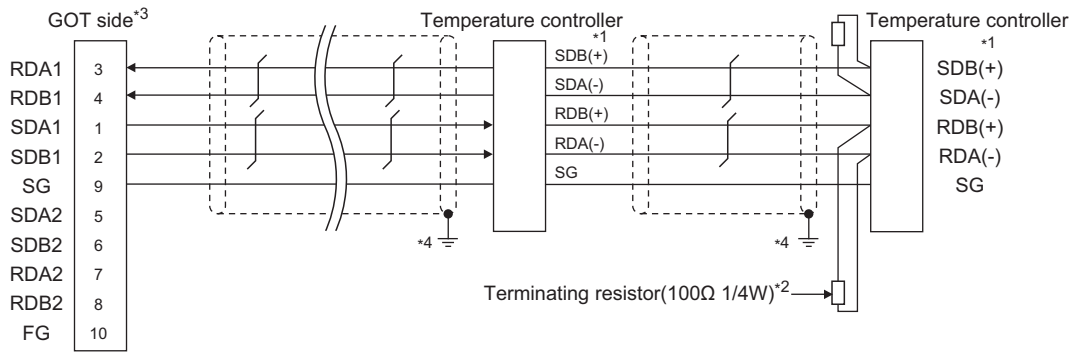 GOT side*3
Temperature controller
*1
Temperature controller
*1
RDA1 3 SDB(+) SDB(+)
RDB1 4 SDA(-) SDA(-)
SDA1 1 RDB(+) RDB(+)
SDB1 2 RDA(-) RDA(-)
SG 9 SG SG
SDA2 5
SDB2 6
*4
*4
RDA2 7
RDB2 8
Terminating resistor(100Ω 1/4W)*2
FG 10